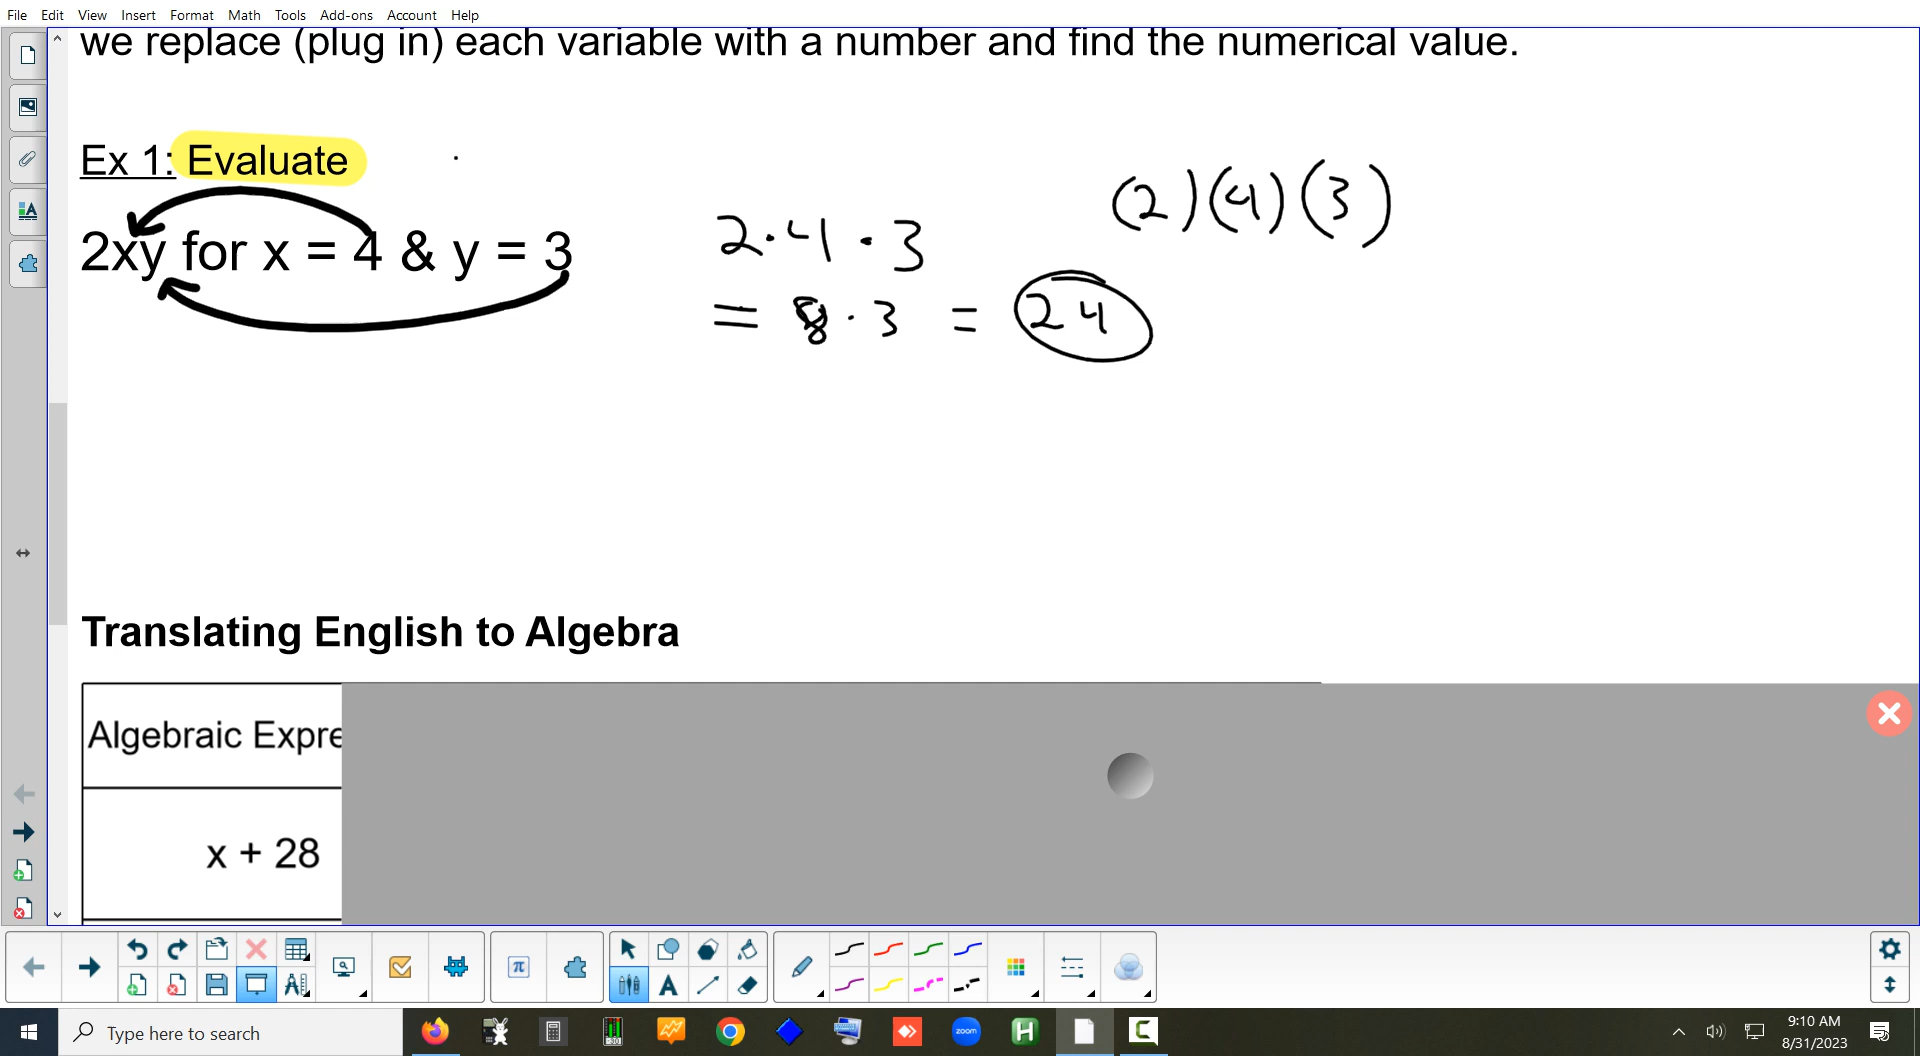 File Edit View Insert Format Math Tools Add-ons Account Help
we replace (plug in) each variable with a number and find the numerical value.
Ex 1: Evaluate
2xy for x = 4 & y = 3
2 · 4 · 3
= 8 · 3 = 24
(2)(4)(3)
Translating English to Algebra
Algebraic Expre
x + 28
π
A
Type here to search
zoom
H
C
9:10 AM
8/31/2023